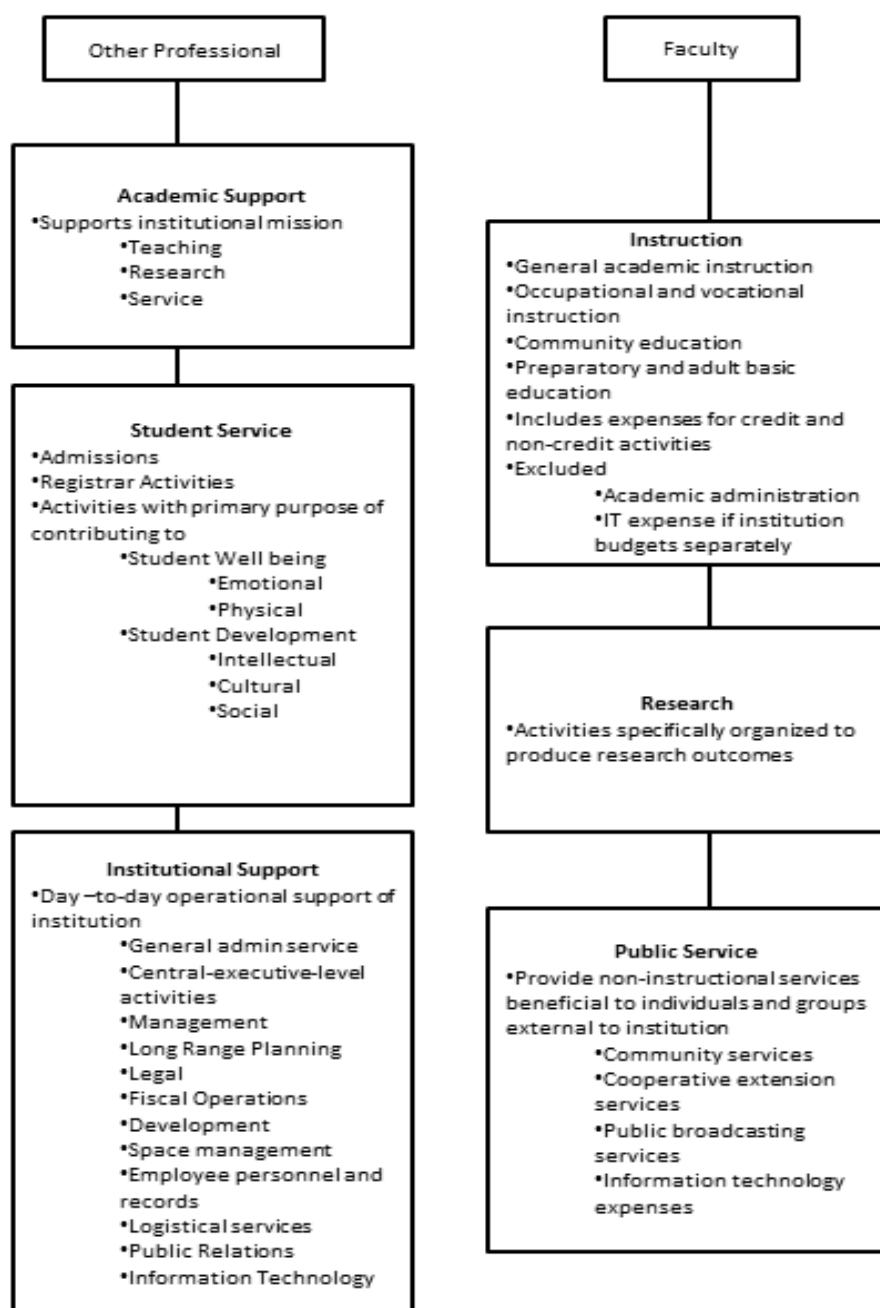 Other Professional
Academic Support
•Supports institutional mission
•Teaching
•Research
•Service
Student Service
•Admissions
•Registrar Activities
•Activities with primary purpose of
contributing to
•Student Well being
•Emotional
•Physical
•Student Development
•Intellectual
•Cultural
•Social
Institutional Support
•Day –to-day operational support of
institution
•General admin service
•Central-executive-level
activities
•Management
•Long Range Planning
•Legal
•Fiscal Operations
•Development
•Space management
•Employee personnel and
records
•Logistical services
•Public Relations
•Information Technology
Faculty
Instruction
•General academic instruction
•Occupational and vocational
instruction
•Community education
•Preparatory and adult basic
education
•Includes expenses for credit and
non-credit activities
•Excluded
•Academic administration
•IT expense if institution
budgets separately
Research
•Activities specifically organized to
produce research outcomes
Public Service
•Provide non-instructional services
beneficial to individuals and groups
external to institution
•Community services
•Cooperative extension
services
•Public broadcasting
services
•Information technology
expenses